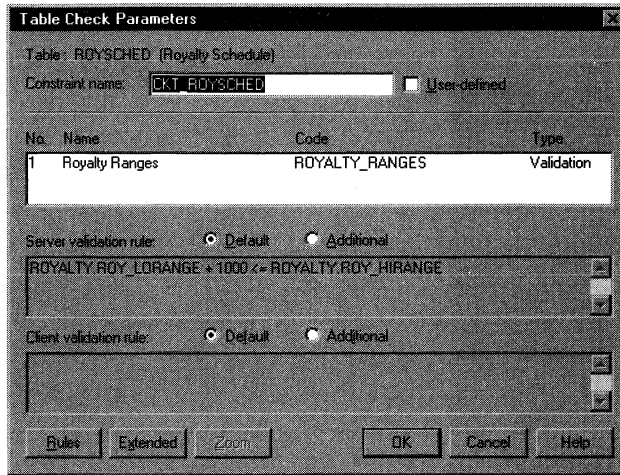 Table Check Parameters
Table: ROYSCHED (Royalty Schedule)
Constraint name: CKT_ROYSCHED User-defined
No. Name Code Type
1 Royalty Ranges ROYALTY_RANGES Validation
Server validation rule: Default Additional
ROYALTY.ROY_LORANGE + 1000 <= ROYALTY.ROY_HIRANGE
Client validation rule: Default Additional
Rules Extended Zoom OK Cancel Help